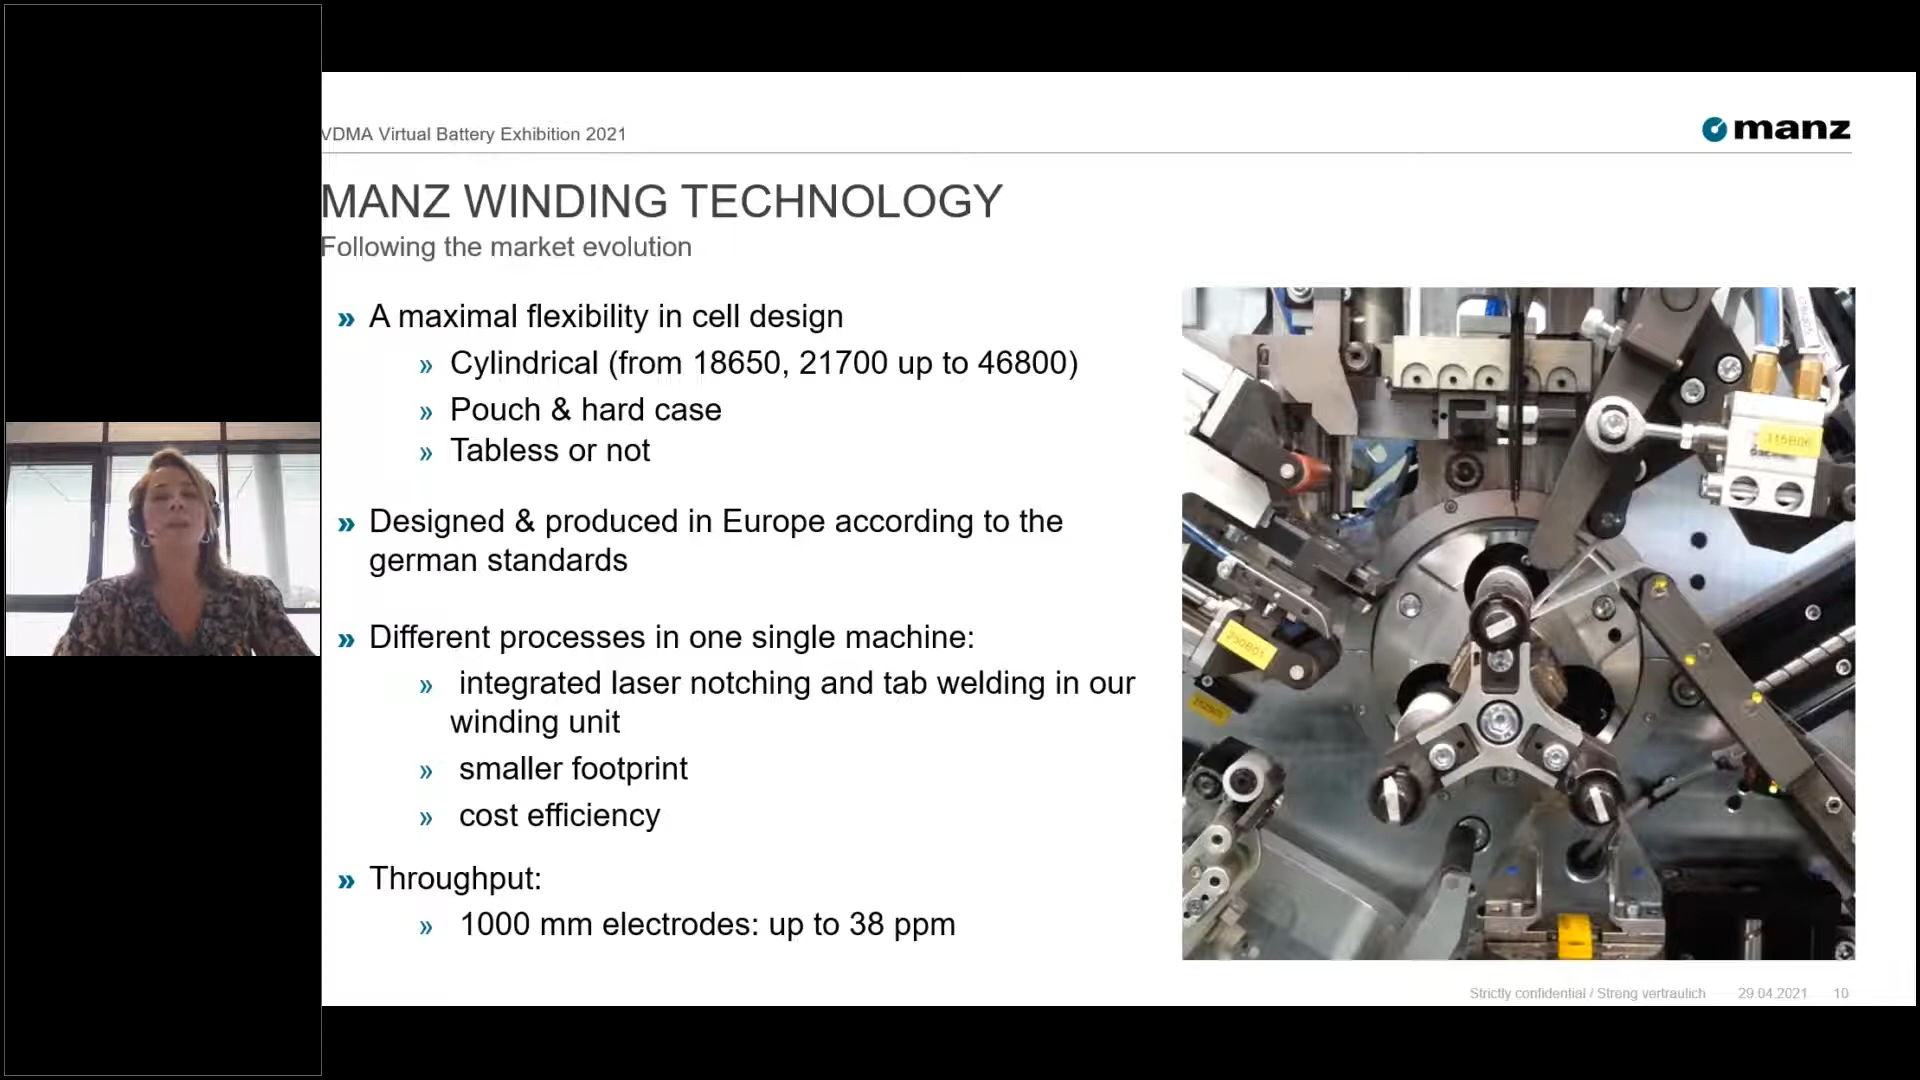 VDMA Virtual Battery Exhibition 2021
manz
MANZ WINDING TECHNOLOGY
Following the market evolution
» A maximal flexibility in cell design
» Cylindrical (from 18650, 21700 up to 46800)
» Pouch & hard case
» Tabless or not
» Designed & produced in Europe according to the
german standards
» Different processes in one single machine:
» integrated laser notching and tab welding in our
winding unit
» smaller footprint
» cost efficiency
» Throughput:
» 1000 mm electrodes: up to 38 ppm
Strictly confidential / Streng vertraulich 29.04.2021 10